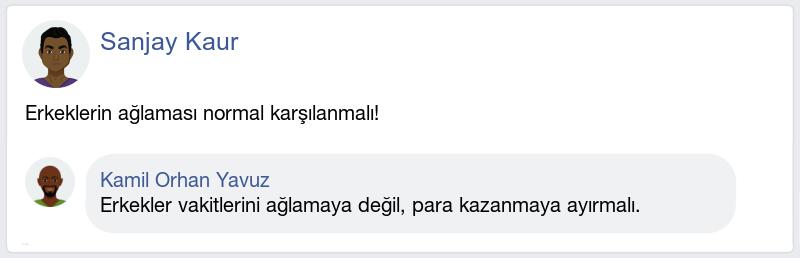 Sanjay Kaur
Erkeklerin ağlaması normal karşılanmalı!
Kamil Orhan Yavuz
Erkekler vakitlerini ağlamaya değil, para kazanmaya ayırmalı.